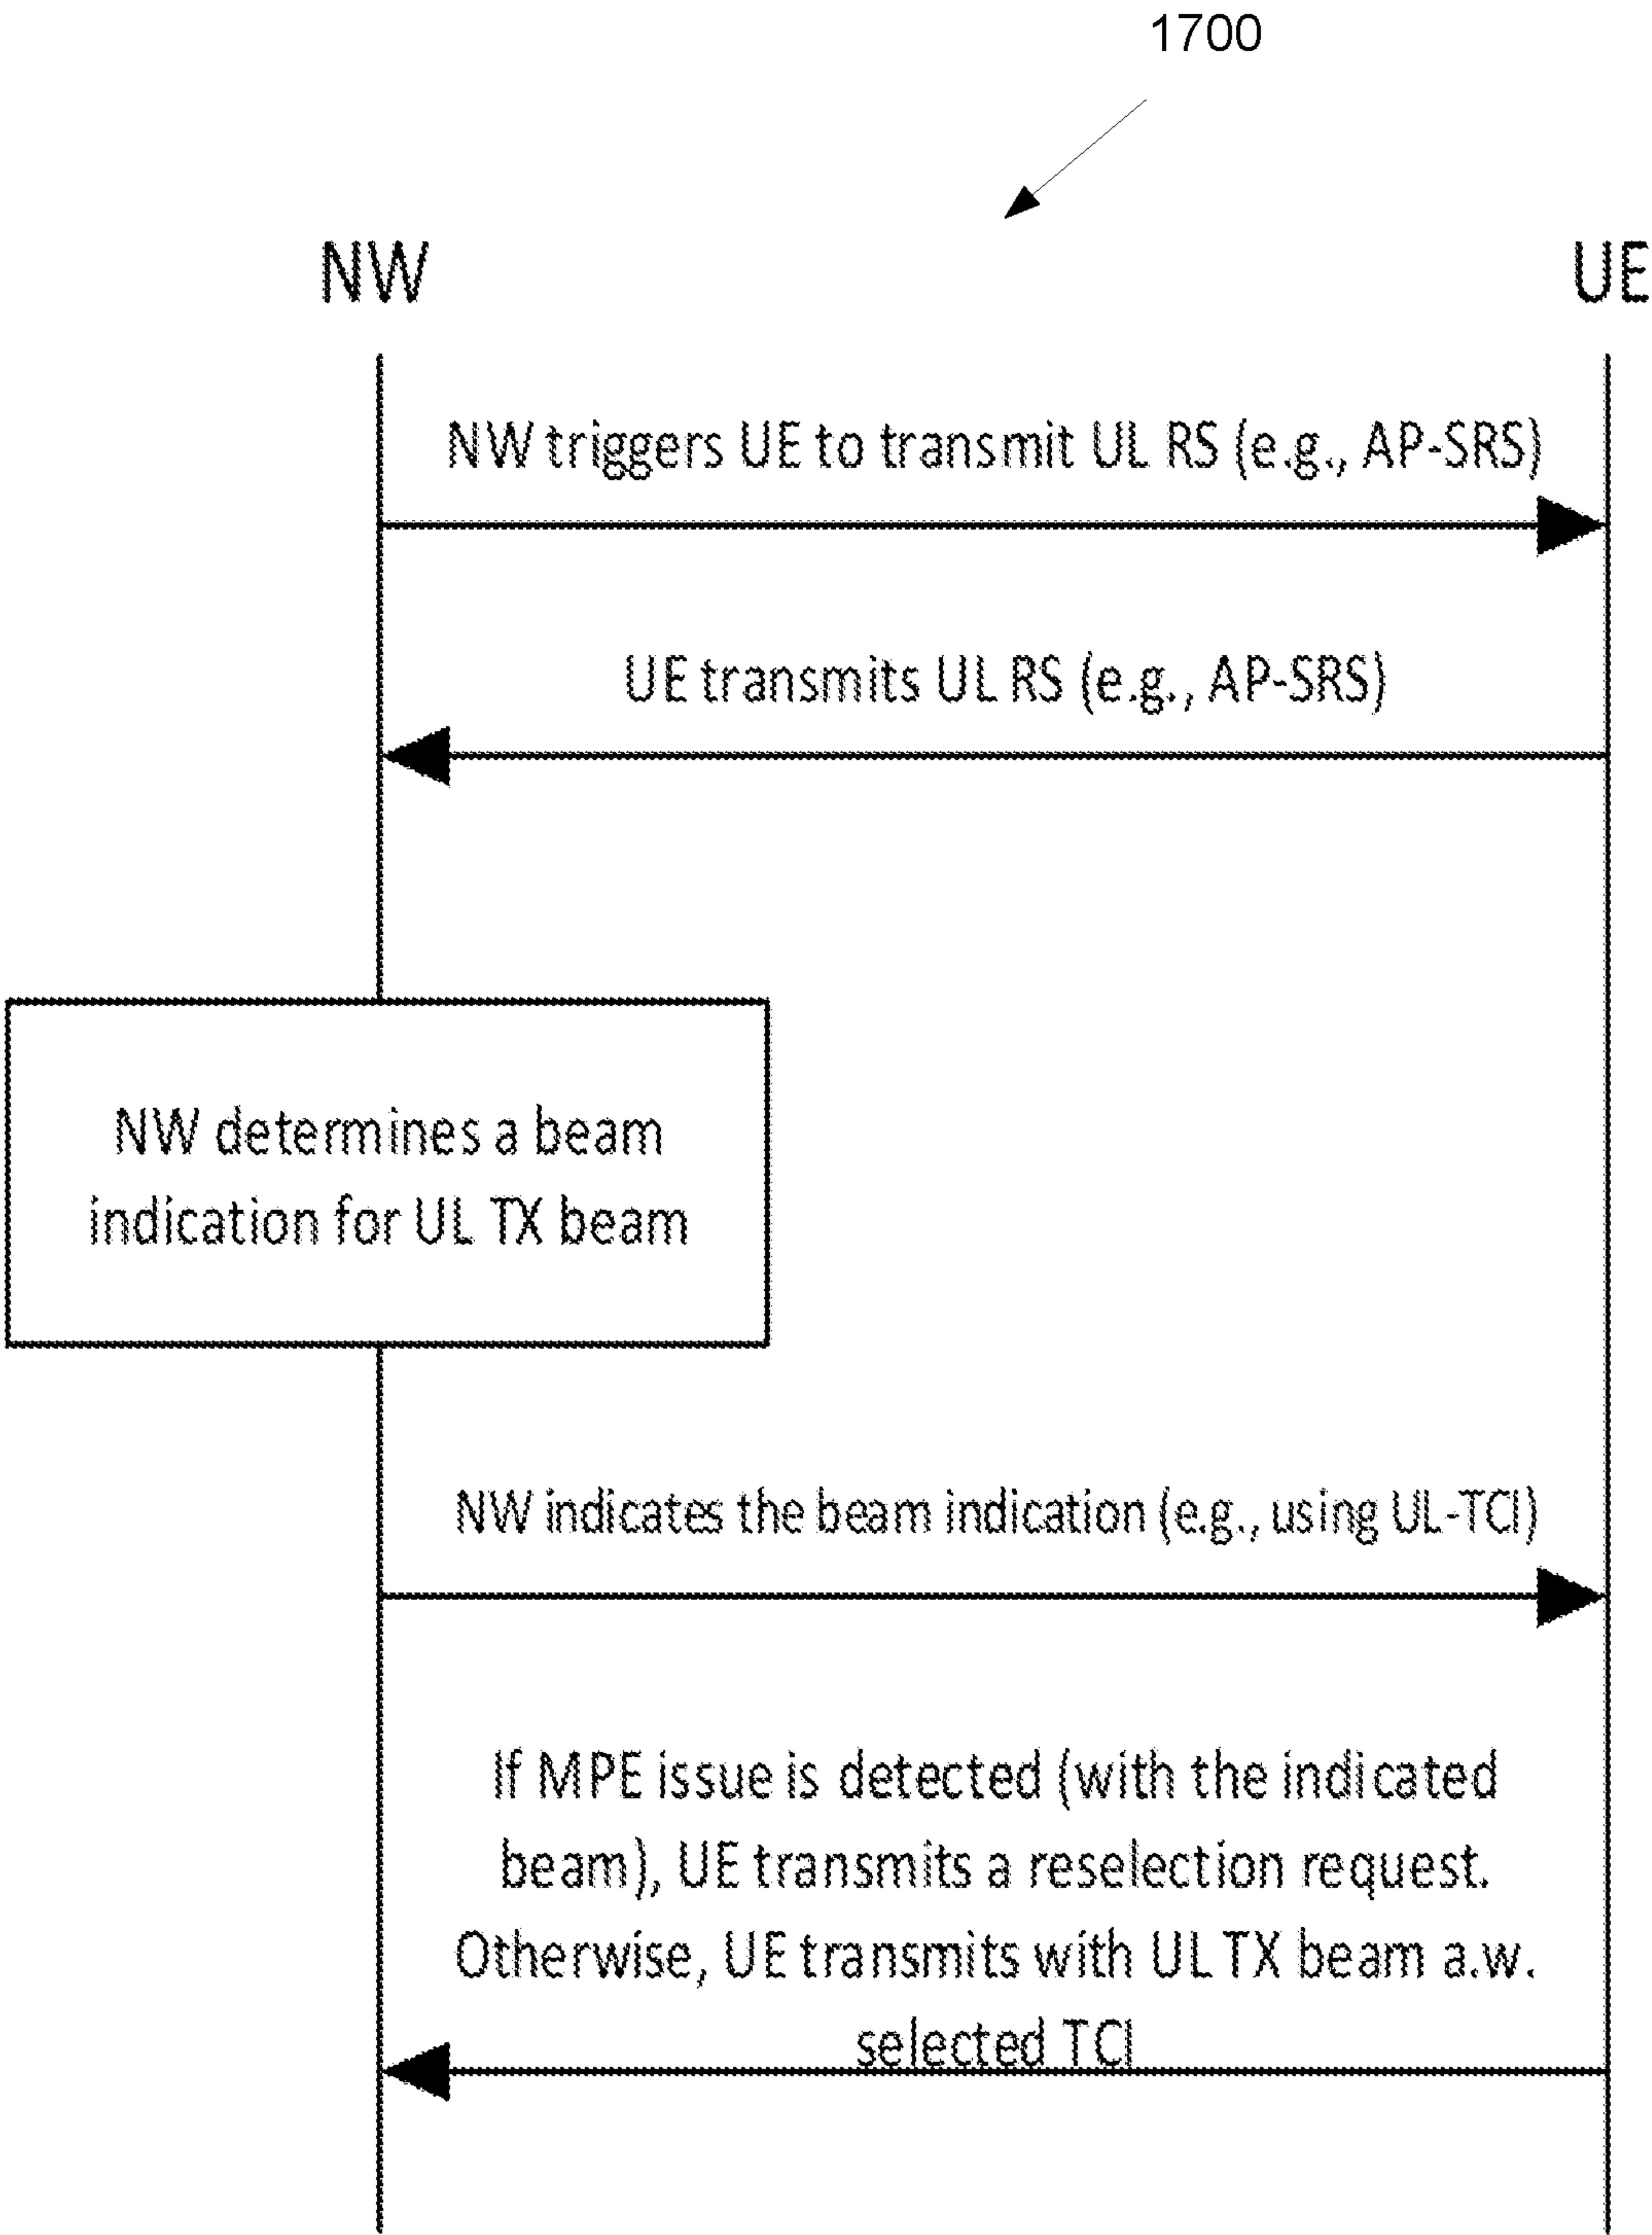 1700
NW
UE
NW triggers UE to transmit UL RS (e.g., AP-SRS)
UE transmits UL RS (e.g., AP-SRS)
NW determines a beam
indication for UL TX beam
NW indicates the beam indication (e.g., using UL-TCI)
If MPE issue is detected (with the indicated
beam), UE transmits a reselection request.
Otherwise, UE transmits with UL TX beam a.w.
selected TCI